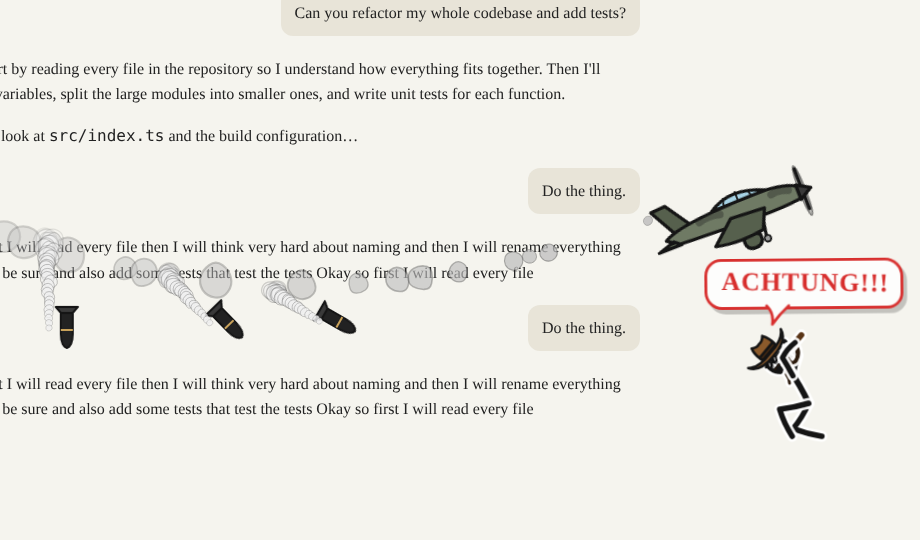 Can you refactor my whole codebase and add tests?
rt by reading every file in the repository so I understand how everything fits together. Then I'll
variables, split the large modules into smaller ones, and write unit tests for each function.
look at src/index.ts and the build configuration…
Do the thing.
t I will read every file then I will think very hard about naming and then I will rename everything
be sure and also add some tests that test the tests Okay so first I will read every file
ACHTUNG!!!
Do the thing.
t I will read every file then I will think very hard about naming and then I will rename everything
be sure and also add some tests that test the tests Okay so first I will read every file